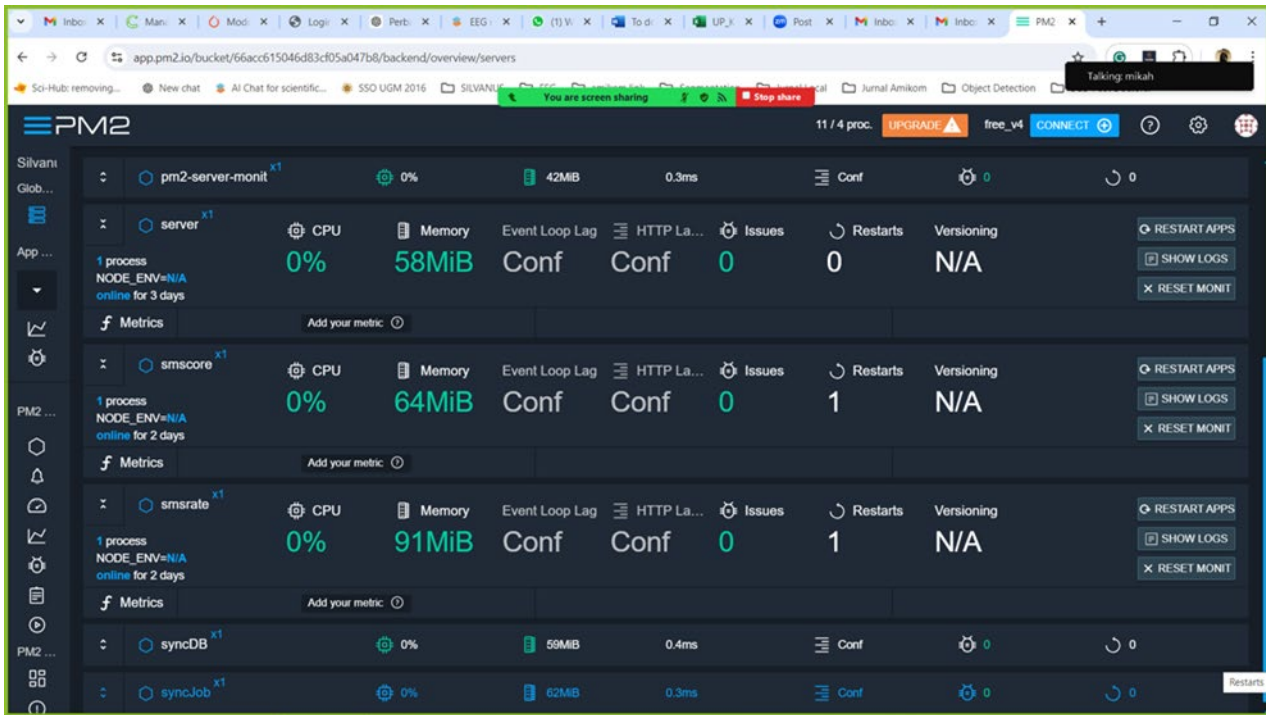 Inbo
Man
Mod
Logir
Perb
EEG
(1) W
To d
UP_K
Post
Inbo
Inbo
PM2
app.pm2.io/bucket/66acc615046d83cf05a047b8/backend/overview/servers
Talking: mikah
Sci-Hub: removing... New chat AI Chat for scientific... SSO UGM 2016 SILVANU Jurnal Amikom Object Detection
You are screen sharing Stop share
PM2 11 / 4 proc. UPGRADE free_v4 CONNECT
Silvanu
Glob...
App ...
PM2 ...
PM2 ...
pm2-server-monit x1 0% 42MiB 0.3ms Conf 0 0
server x1 CPU Memory Event Loop Lag HTTP La... Issues Restarts Versioning RESTART APPS
1 process 0% 58MiB Conf Conf 0 0 N/A SHOW LOGS
NODE_ENV=N/A
online for 3 days RESET MONIT
Metrics Add your metric
smscore x1 CPU Memory Event Loop Lag HTTP La... Issues Restarts Versioning RESTART APPS
1 process 0% 64MiB Conf Conf 0 1 N/A SHOW LOGS
NODE_ENV=N/A
online for 2 days RESET MONIT
Metrics Add your metric
smsrate x1 CPU Memory Event Loop Lag HTTP La... Issues Restarts Versioning RESTART APPS
1 process 0% 91MiB Conf Conf 0 1 N/A SHOW LOGS
NODE_ENV=N/A
online for 2 days RESET MONIT
Metrics Add your metric
syncDB x1 0% 59MiB 0.4ms Conf 0 0
syncJob x1 0% 62MiB 0.3ms Conf 0 0
Restarts